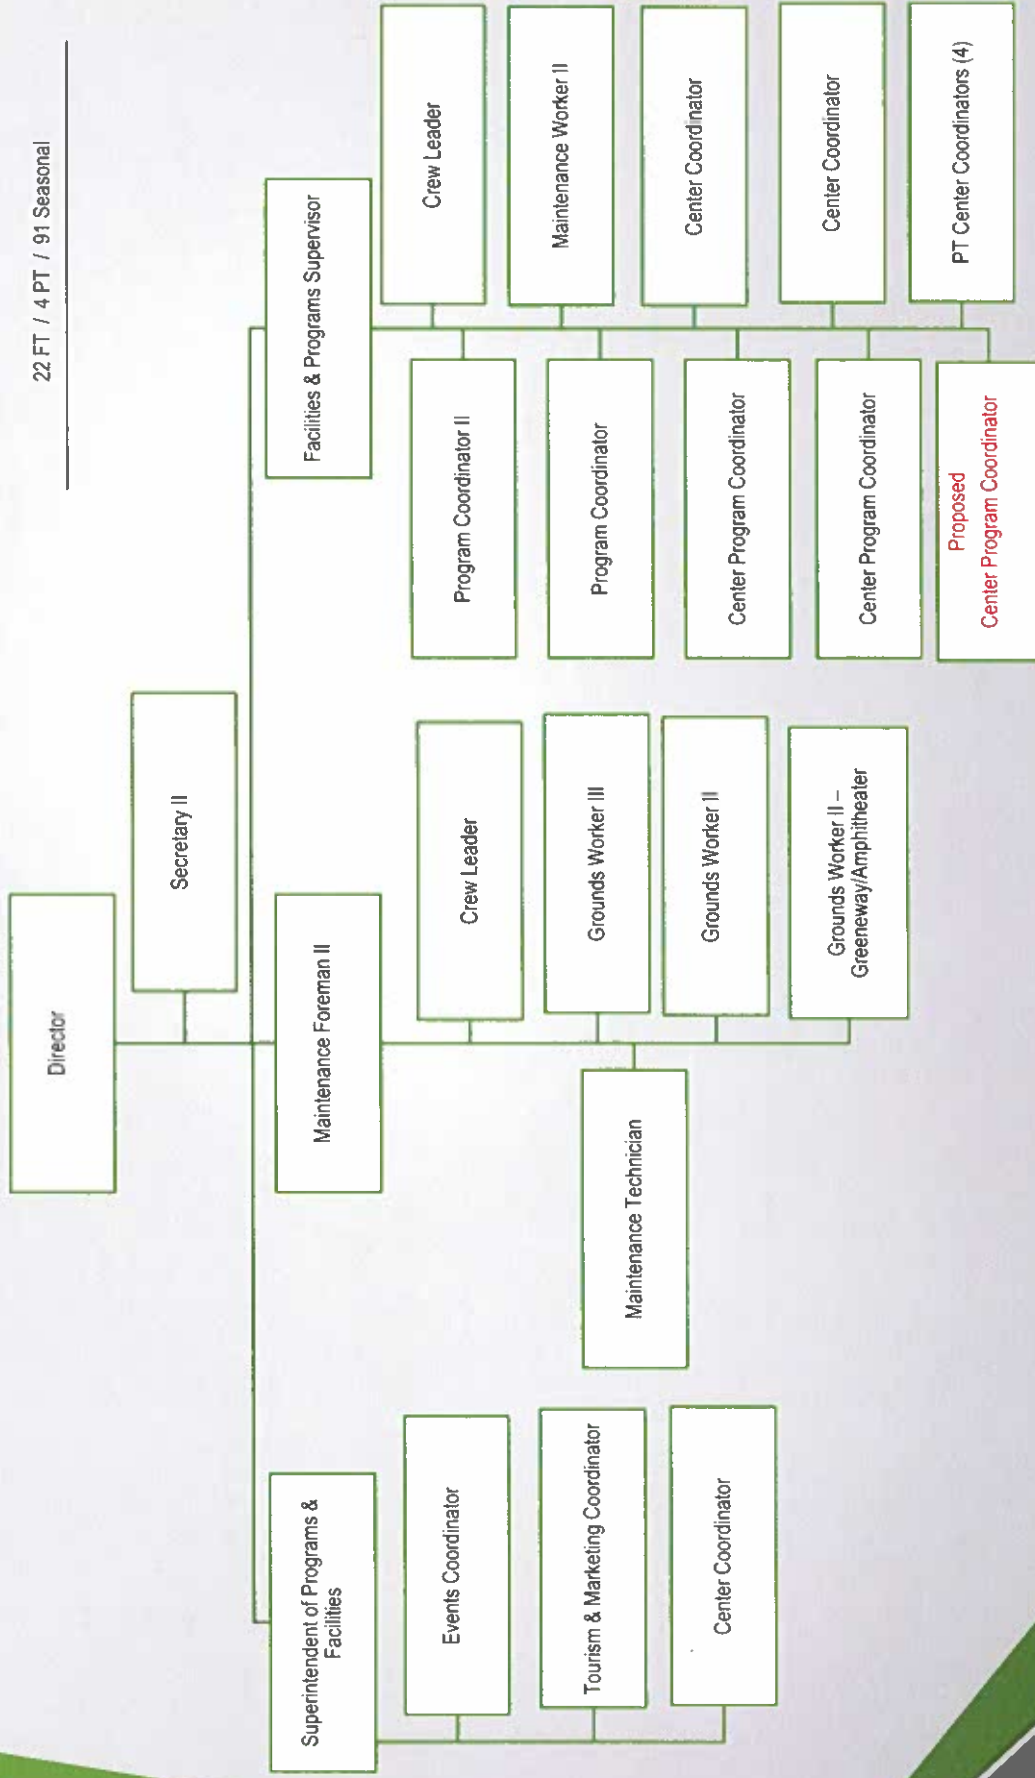 22 FT / 4 PT / 91 Seasonal
Director
Secretary II
Superintendent of Programs &
Facilities
Maintenance Foreman II
Facilities & Programs Supervisor
Events Coordinator
Tourism & Marketing Coordinator
Center Coordinator
Maintenance Technician
Crew Leader
Grounds Worker III
Grounds Worker II
Grounds Worker II –
Greeneway/Amphitheater
Program Coordinator II
Program Coordinator
Center Program Coordinator
Center Program Coordinator
Proposed
Center Program Coordinator
Crew Leader
Maintenance Worker II
Center Coordinator
Center Coordinator
PT Center Coordinators (4)